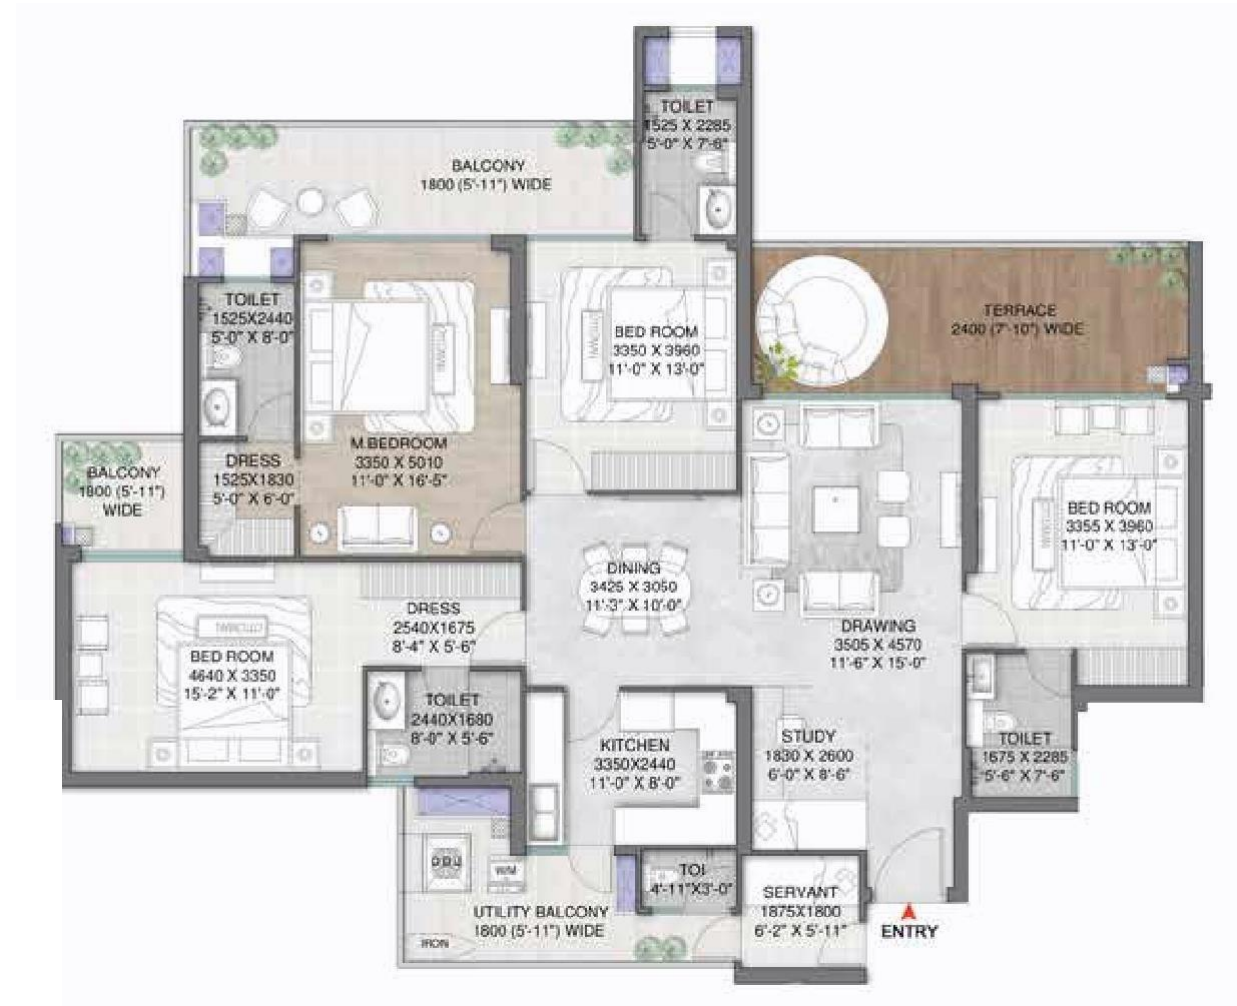 TOILET
1525 X 2285
5'-0" X 7'-6"
BALCONY
1800 (5'-11") WIDE
TOILET
1525X2440
5'-0" X 8'-0"
BED ROOM
3350 X 3960
11'-0" X 13'-0"
TERRACE
2400 (7'-10") WIDE
M.BEDROOM
3350 X 5010
11'-0" X 16'-5"
DRESS
1525X1830
5'-0" X 6'-0"
BALCONY
1800 (5'-11")
WIDE
BED ROOM
3355 X 3960
11'-0" X 13'-0"
DINING
3425 X 3050
11'-3" X 10'-0"
DRESS
2540X1675
8'-4" X 5'-6"
DRAWING
3505 X 4570
11'-6" X 15'-0"
BED ROOM
4640 X 3350
15'-2" X 11'-0"
TOILET
2440X1680
8'-0" X 5'-6"
KITCHEN
3350X2440
11'-0" X 8'-0"
STUDY
1830 X 2600
6'-0" X 8'-6"
TOILET
1675 X 2285
5'-6" X 7'-6"
W/M
TOI
4'-11"X3'-0"
SERVANT
1875X1800
6'-2" X 5'-11"
UTILITY BALCONY
1800 (5'-11") WIDE
IRON
ENTRY